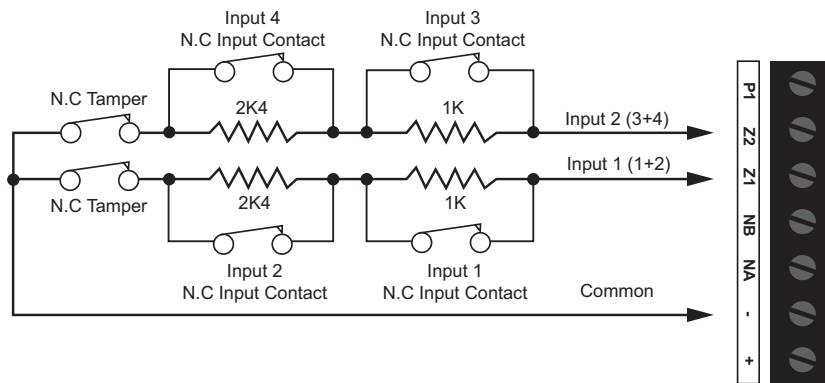 Input 4
N.C Input Contact
Input 3
N.C Input Contact
N.C Tamper
2K4
1K
Input 2 (3+4)
Input 1 (1+2)
N.C Tamper
2K4
1K
Input 2
N.C Input Contact
Input 1
N.C Input Contact
Common
P1
Z2
Z1
NB
NA
-
+